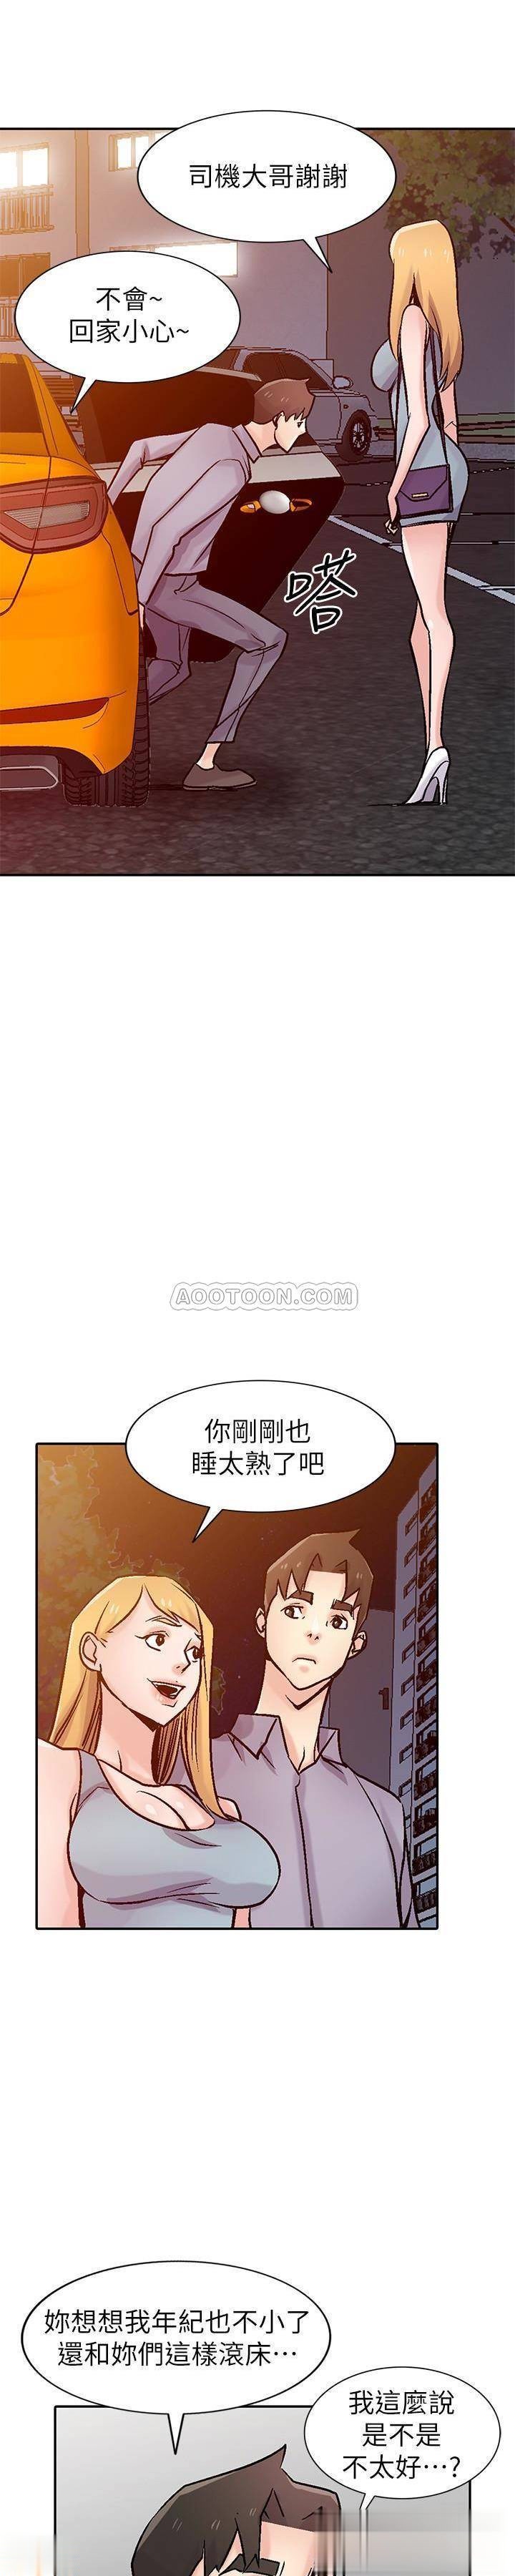 司機大哥謝謝
不會~
回家小心~
嗒
AOOTOON.COM
你剛剛也
睡太熟了吧
妳想想我年紀也不小了
還和妳們這樣滾床…
我這麼說
是不是
不太好…?